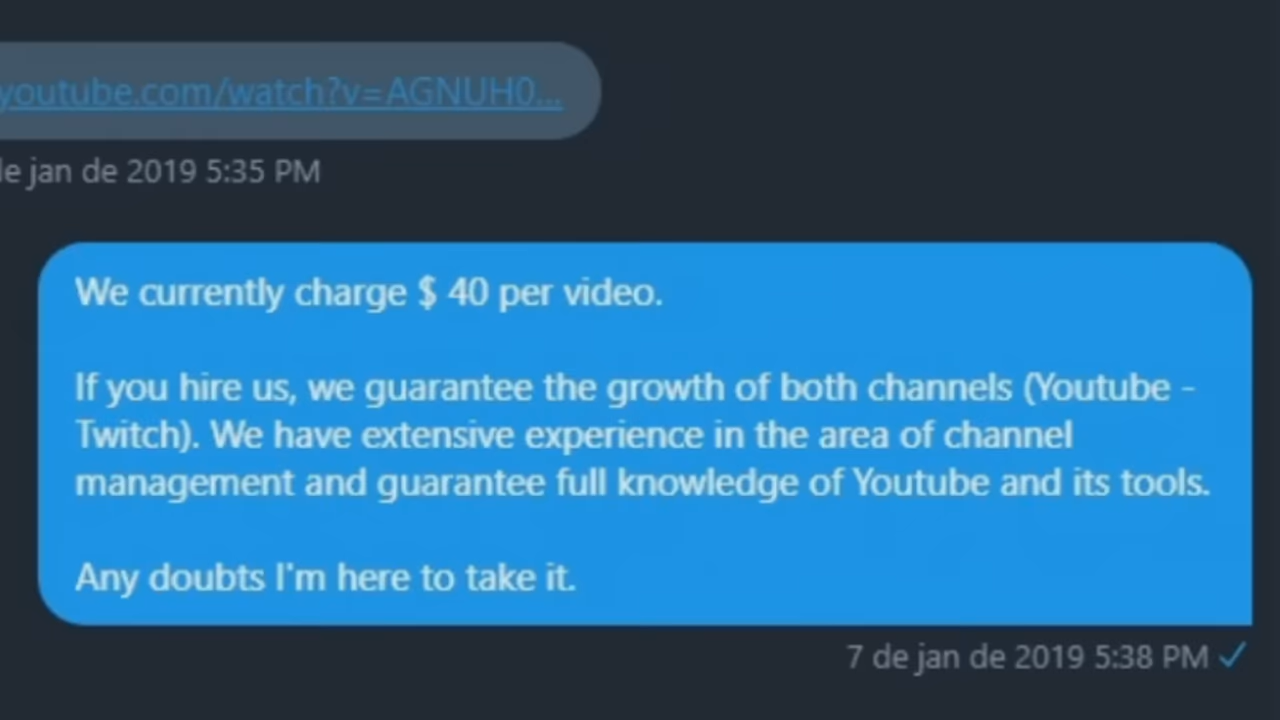 youtube.com/watch?v=AGNUH0...
de jan de 2019 5:35 PM
We currently charge $ 40 per video.
If you hire us, we guarantee the growth of both channels (Youtube -
Twitch). We have extensive experience in the area of channel
management and guarantee full knowledge of Youtube and its tools.
Any doubts I'm here to take it.
7 de jan de 2019 5:38 PM